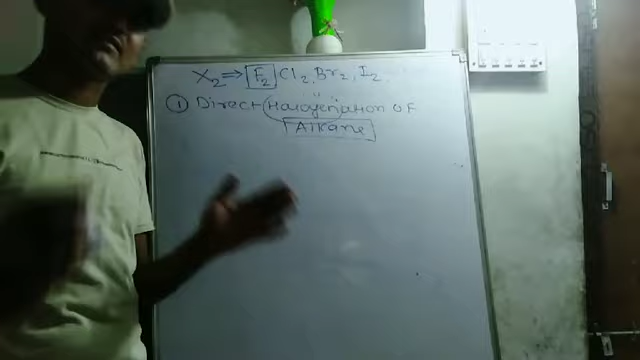 X₂ ⇒ F₂ Cl₂, Br₂, I₂
① Direct Halogenation of
Alkane